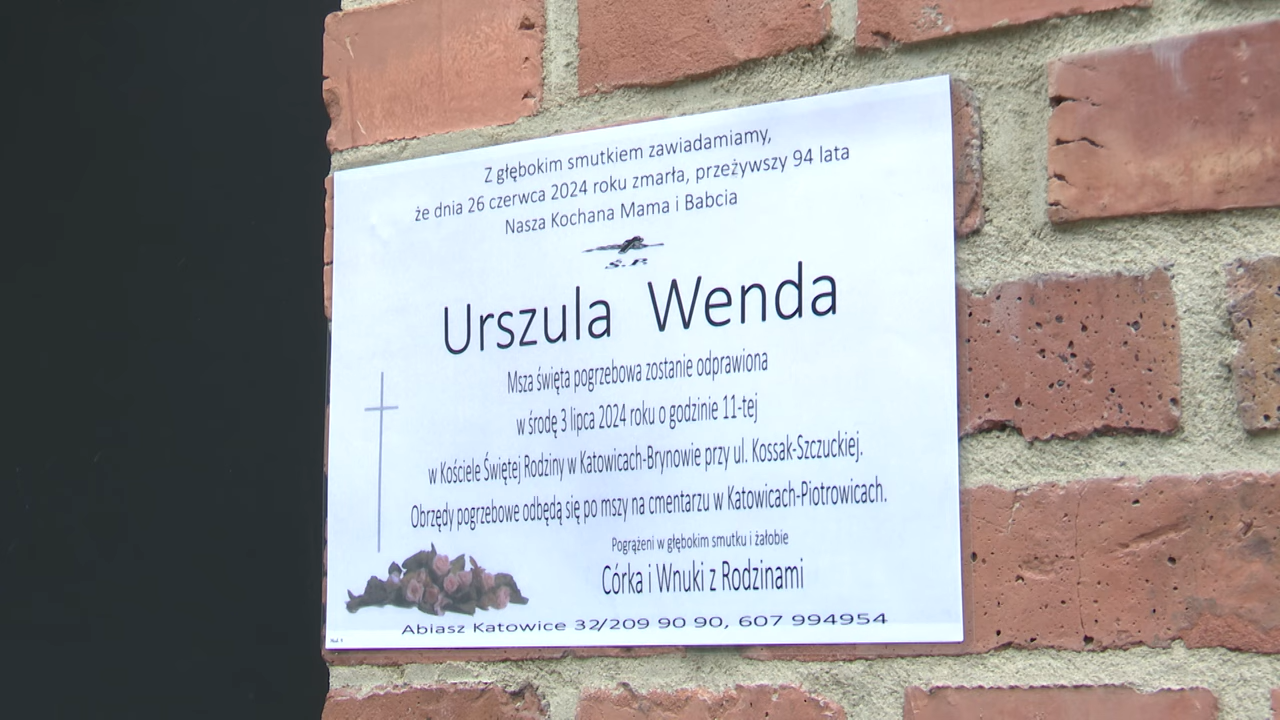 Z głębokim smutkiem zawiadamiamy,
że dnia 26 czerwca 2024 roku zmarła, przeżywszy 94 lata
Nasza Kochana Mama i Babcia
Ś.P.
Urszula Wenda
Msza święta pogrzebowa zostanie odprawiona
w środę 3 lipca 2024 roku o godzinie 11-tej
w Kościele Świętej Rodziny w Katowicach-Brynowie przy ul. Kossak-Szczuckiej.
Obrzędy pogrzebowe odbędą się po mszy na cmentarzu w Katowicach-Piotrowicach.
Pogrążeni w głębokim smutku i żałobie
Córka i Wnuki z Rodzinami
Abiasz Katowice 32/209 90 90, 607 994954